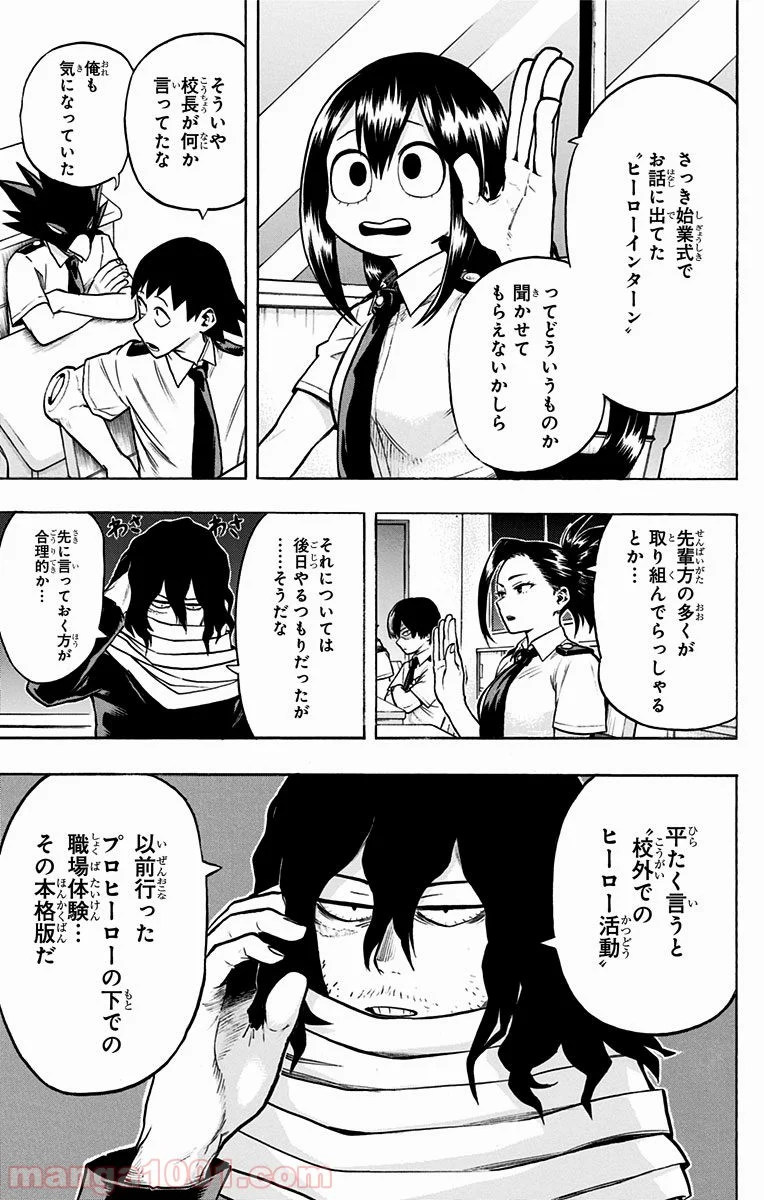 さっき始業式で
お話に出てた
〝ヒーローインターン〟
ってどういうものか
聞かせて
もらえないかしら
そういや
校長が何か
言ってたな
俺も
気になっていた
先輩方の多くが
取り組んでらっしゃる
とか…
それについては
後日やるつもりだったが
……そうだな
わさ
わさ
先に言っておく方が
合理的か…
平たく言うと
〝校外での
ヒーロー活動〟
以前行った
プロヒーローの下での
職場体験…
その本格版だ
manga1001.com